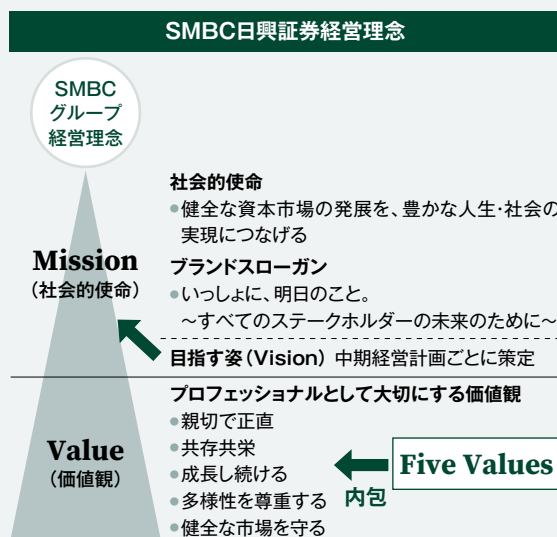 SMBC日興証券経営理念
SMBC
グループ
経営理念
Mission
(社会的使命)
社会的使命
●健全な資本市場の発展を、豊かな人生・社会の
実現につなげる
ブランドスローガン
●いっしょに、明日のこと。
～すべてのステークホルダーの未来のために～
目指す姿(Vision) 中期経営計画ごとに策定
Value
(価値観)
プロフェッショナルとして大切にする価値観
●親切で正直
●共存共栄
●成長し続ける
●多様性を尊重する
●健全な市場を守る
内包
Five Values